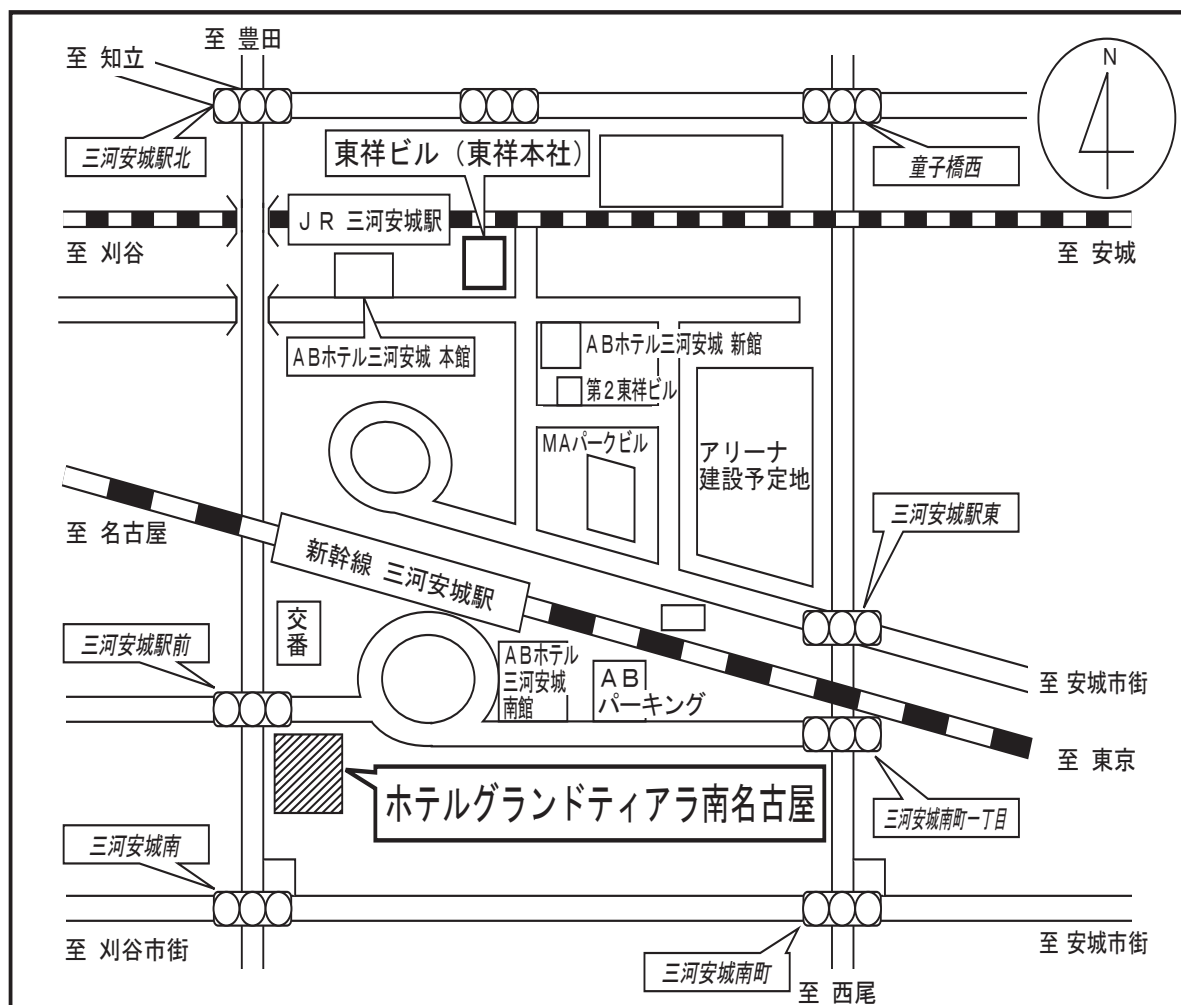 至 豊田
至 知立
N
三河安城駅北
東祥ビル（東祥本社）
童子橋西
ＪＲ 三河安城駅
至 刈谷
至 安城
ＡＢホテル三河安城 本館
ＡＢホテル三河安城 新館
第２東祥ビル
ＭＡパークビル
アリーナ
建設予定地
三河安城駅東
至 名古屋
新幹線 三河安城駅
交
番
三河安城駅前
ＡＢホテル
三河安城
南館
ＡＢ
パーキング
至 安城市街
至 東京
ホテルグランドティアラ南名古屋
三河安城南町一丁目
三河安城南
至 刈谷市街
至 安城市街
三河安城南町
至 西尾